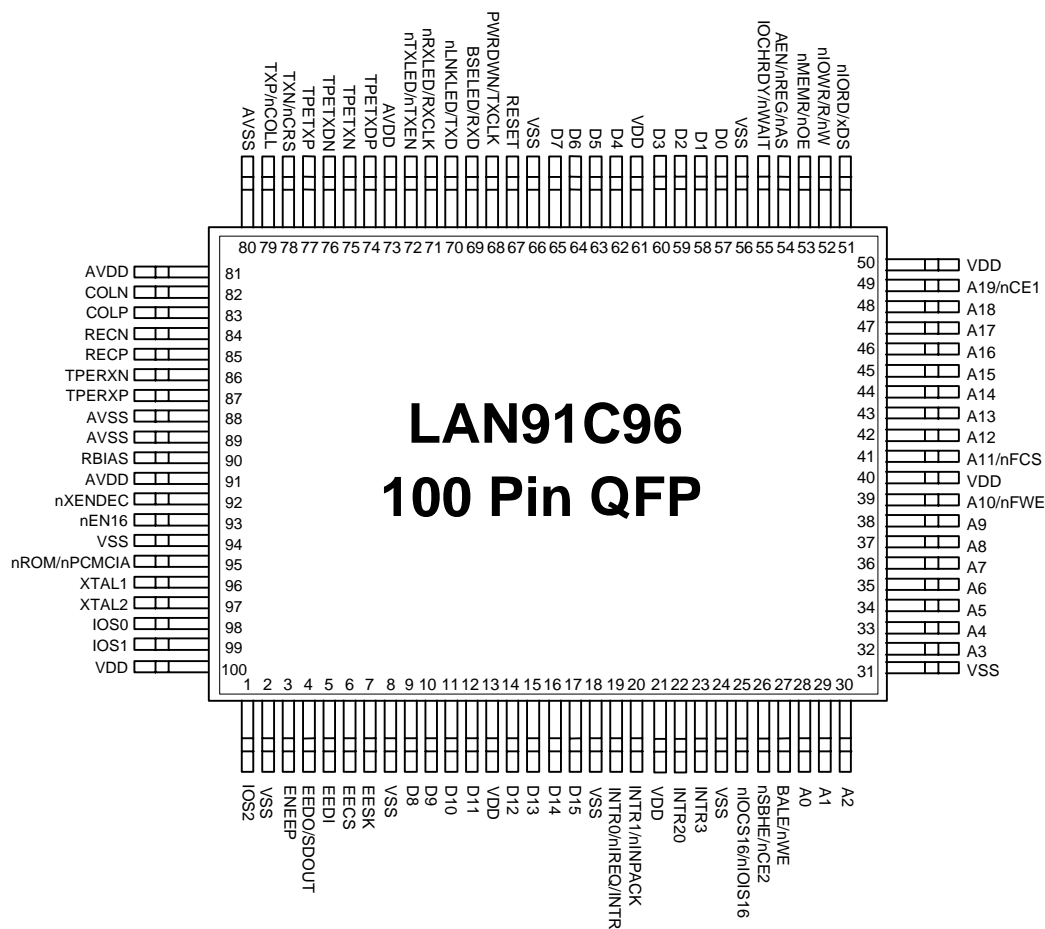 AVSS
TXP/nCOLL
TXN/nCRS
TPETXP
TPETXDN
TPETXN
TPETXDP
AVDD
nTXLED/nTXEN
nRXLED/RXCLK
nLNKLED/TXD
BSELED/RXD
PWRDWN/TXCLK
RESET
VSS
D7
D6
D5
D4
VDD
D3
D2
D1
D0
VSS
IOCHRDY/nWAIT
AEN/nREG/nAS
nMEMR/nOE
nIOWR/R/nW
nIORD/xDS
80 79 78 77 76 75 74 73 72 71 70 69 68 67 66 65 64 63 62 61 60 59 58 57 56 55 54 53 52 51
AVDD 81
COLN 82
COLP 83
RECN 84
RECP 85
TPERXN 86
TPERXP 87
AVSS 88
AVSS 89
RBIAS 90
AVDD 91
nXENDEC 92
nEN16 93
VSS 94
nROM/nPCMCIA 95
XTAL1 96
XTAL2 97
IOS0 98
IOS1 99
VDD 100
LAN91C96
100 Pin QFP
50 VDD
49 A19/nCE1
48 A18
47 A17
46 A16
45 A15
44 A14
43 A13
42 A12
41 A11/nFCS
40 VDD
39 A10/nFWE
38 A9
37 A8
36 A7
35 A6
34 A5
33 A4
32 A3
31 VSS
1 2 3 4 5 6 7 8 9 10 11 12 13 14 15 16 17 18 19 20 21 22 23 24 25 26 27 28 29 30
IOS2
VSS
ENEEP
EEDO/SDOUT
EEDI
EECS
EESK
VSS
D8
D9
D10
D11
VDD
D12
D13
D14
D15
VSS
INTR0/nIREQ/INTR
INTR1/nINPACK
VDD
INTR20
INTR3
VSS
nIOCS16/nIOIS16
nSBHE/nCE2
BALE/nWE
A0
A1
A2